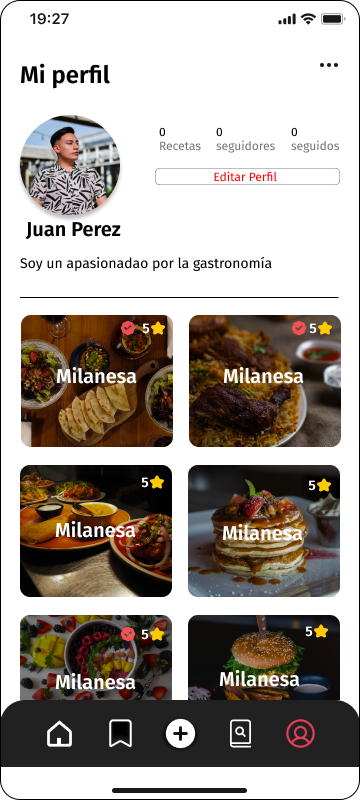 19:27
Mi perfil
0 0 0
Recetas seguidores seguidos
Editar Perfil
Juan Perez
Soy un apasionadao por la gastronomía
5 5
Milanesa Milanesa
5 5
Milanesa Milanesa
5 5
Milanesa Milanesa